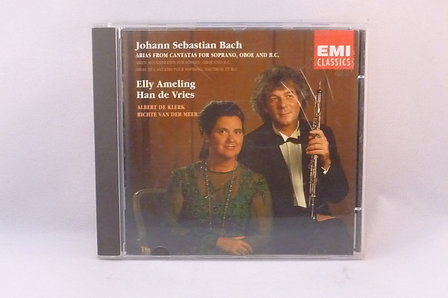 Johann Sebastian Bach
ARIAS FROM CANTATAS FOR SOPRANO, OBOE AND B.C.
Elly Ameling
Han de Vries
ALBERT DE KLERK
RICHTE VAN DER MEER
EMI
CLASSICS